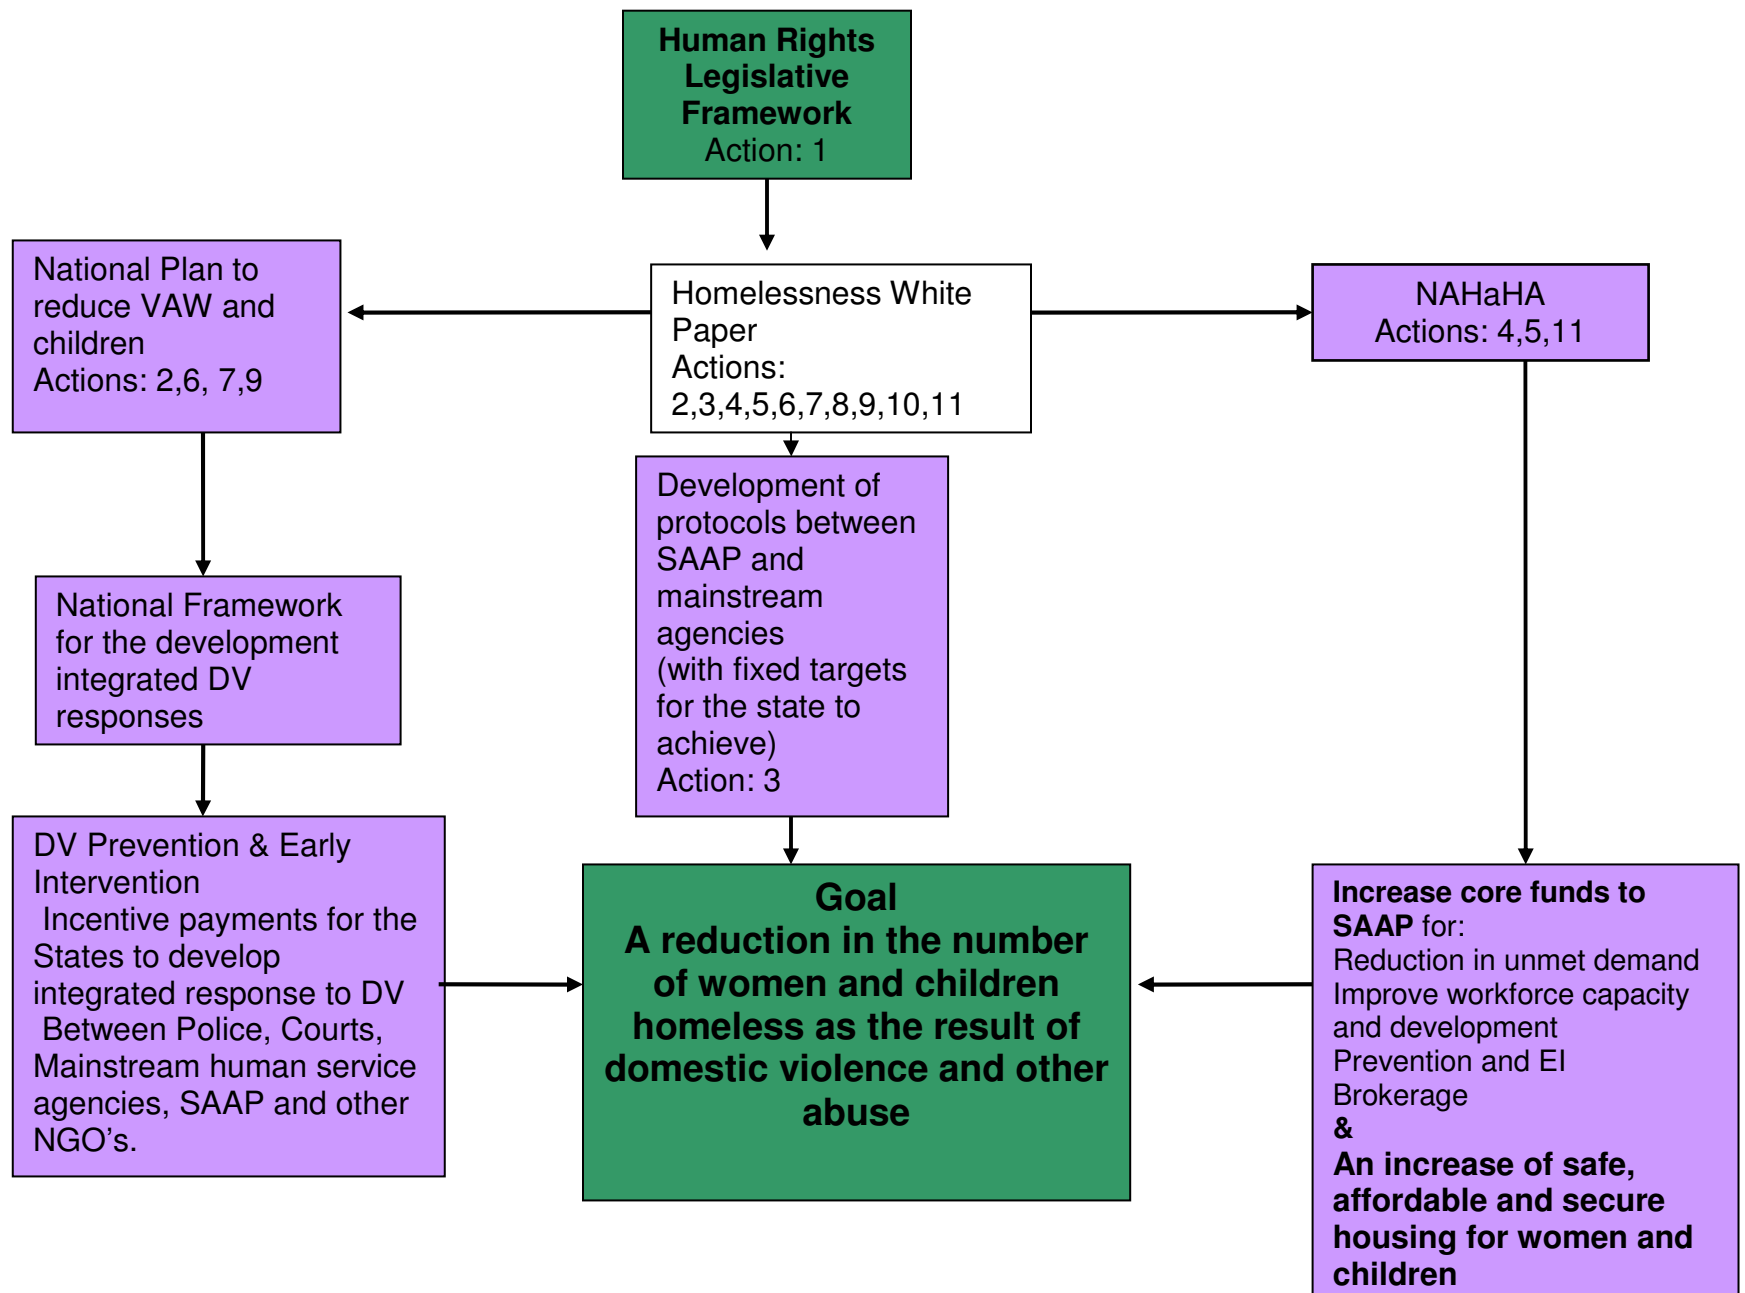 Human Rights
Legislative
Framework
Action: 1
National Plan to
reduce VAW and
children
Actions: 2,6, 7,9
Homelessness White
Paper
Actions:
2,3,4,5,6,7,8,9,10,11
NAHaHA
Actions: 4,5,11
Development of
protocols between
SAAP and
mainstream
agencies
(with fixed targets
for the state to
achieve)
Action: 3
National Framework
for the development
integrated DV
responses
DV Prevention & Early
Intervention
Incentive payments for the
States to develop
integrated response to DV
Between Police, Courts,
Mainstream human service
agencies, SAAP and other
NGO’s.
Goal
A reduction in the number
of women and children
homeless as the result of
domestic violence and other
abuse
Increase core funds to
SAAP for:
Reduction in unmet demand
Improve workforce capacity
and development
Prevention and EI
Brokerage
&
An increase of safe,
affordable and secure
housing for women and
children